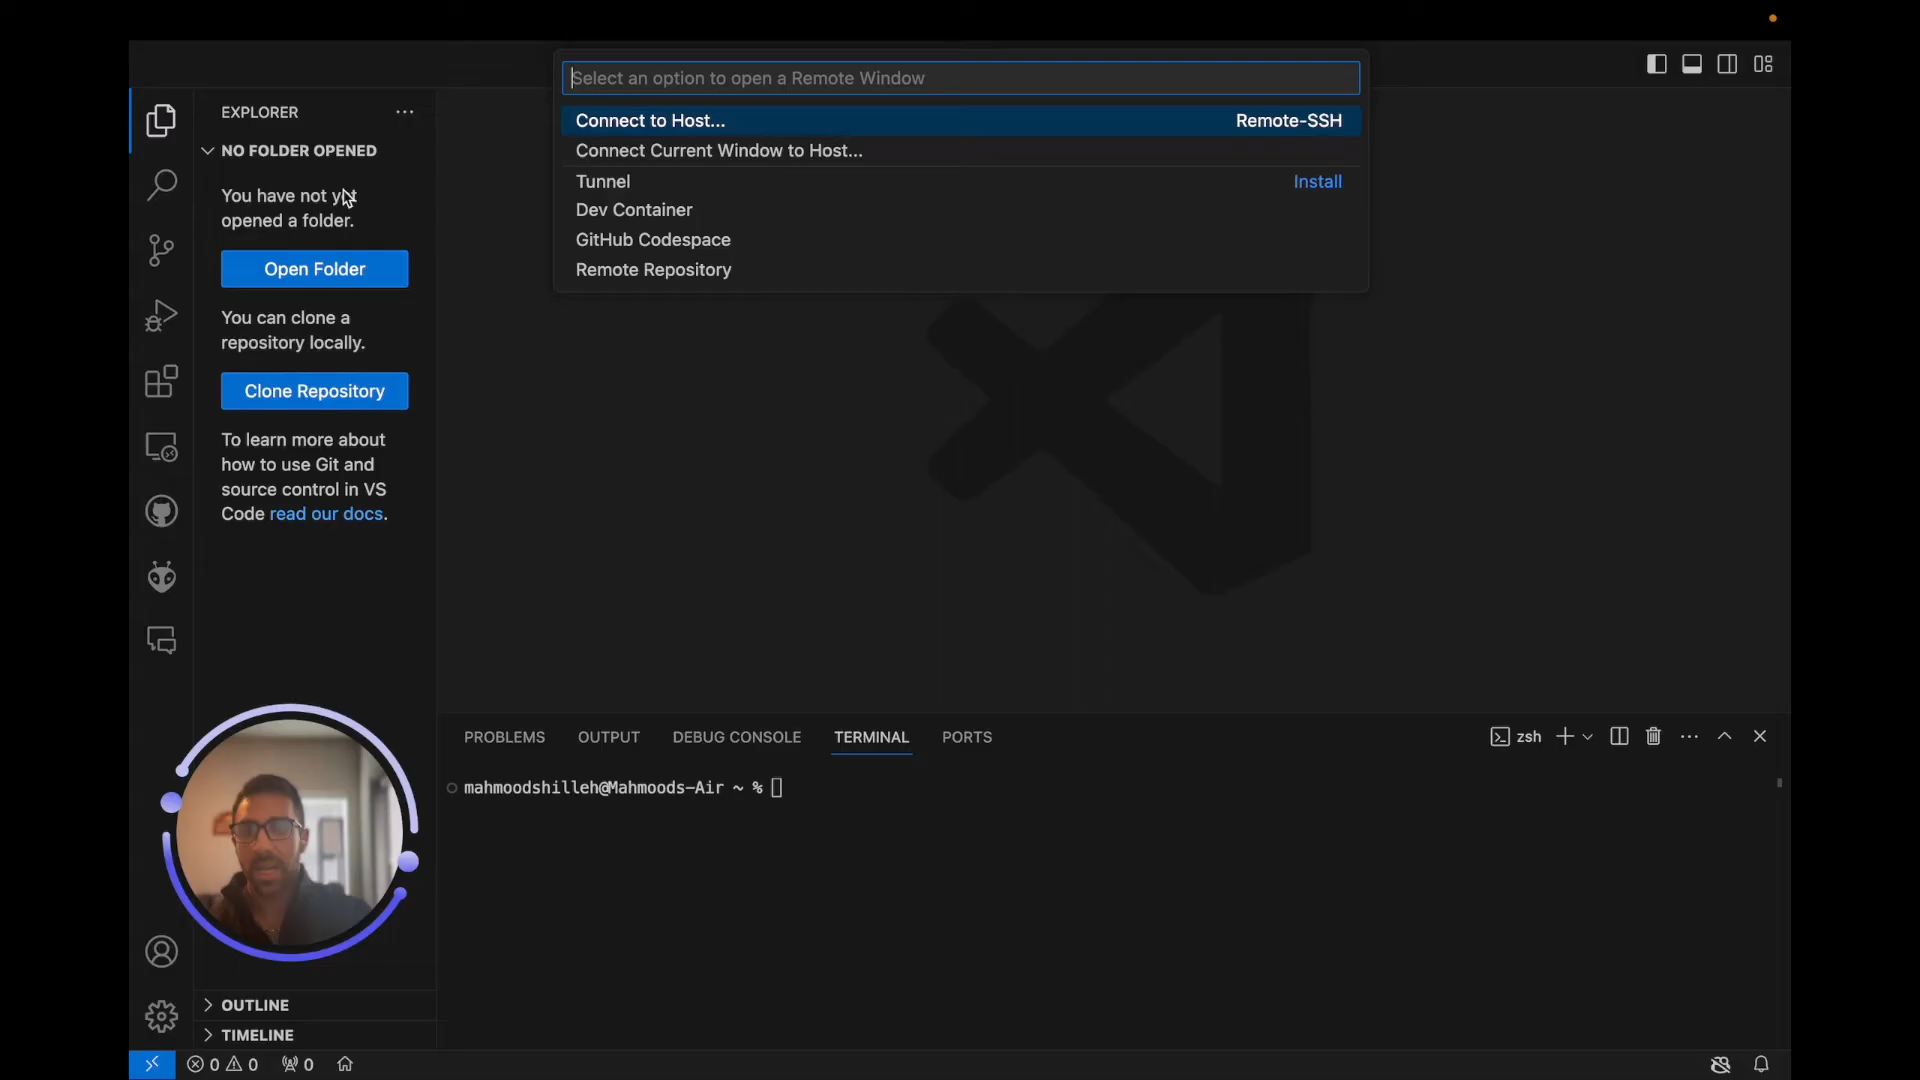 Select an option to open a Remote Window
Connect to Host... Remote-SSH
Connect Current Window to Host...
Tunnel Install
Dev Container
GitHub Codespace
Remote Repository
EXPLORER
NO FOLDER OPENED
You have not yet
opened a folder.
Open Folder
You can clone a
repository locally.
Clone Repository
To learn more about
how to use Git and
source control in VS
Code read our docs.
PROBLEMS OUTPUT DEBUG CONSOLE TERMINAL PORTS zsh
mahmoodshilleh@Mahmoods-Air ~ %
OUTLINE
TIMELINE
0 0 0